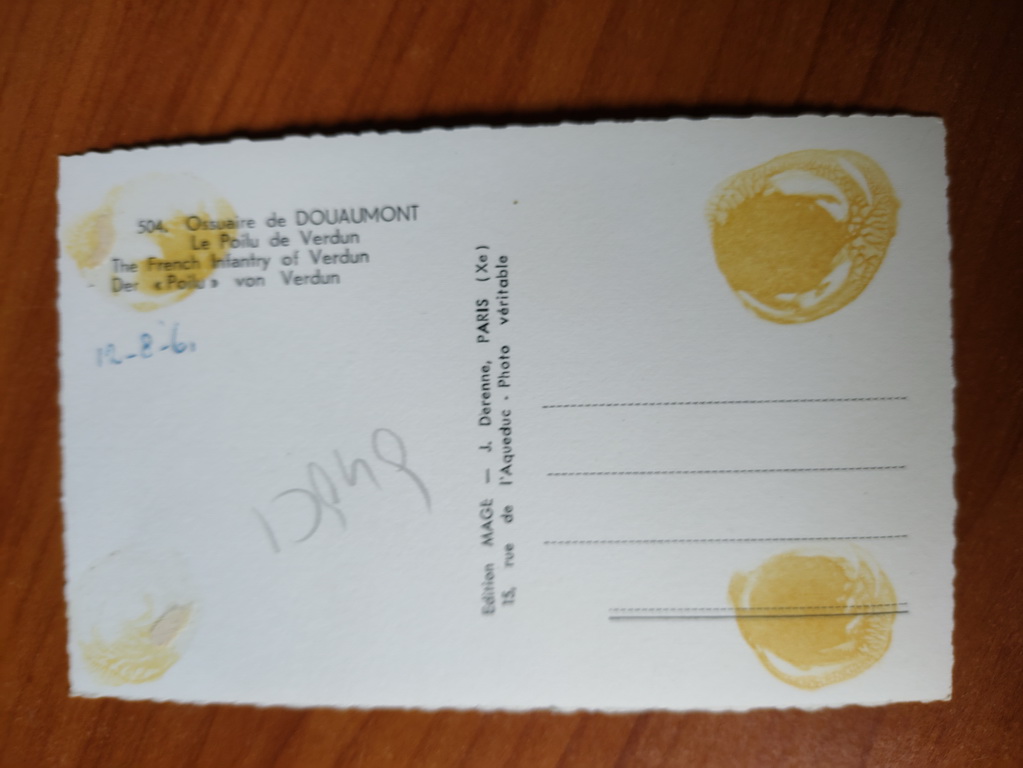 504. Ossuaire de DOUAUMONT
Le Poilu de Verdun
The French Infantry of Verdun
Der « Poilu » von Verdun
12-8-6.
Edition MAGE — J. Derenne, PARIS (Xe)
15, rue de l'Aqueduc - Photo véritable